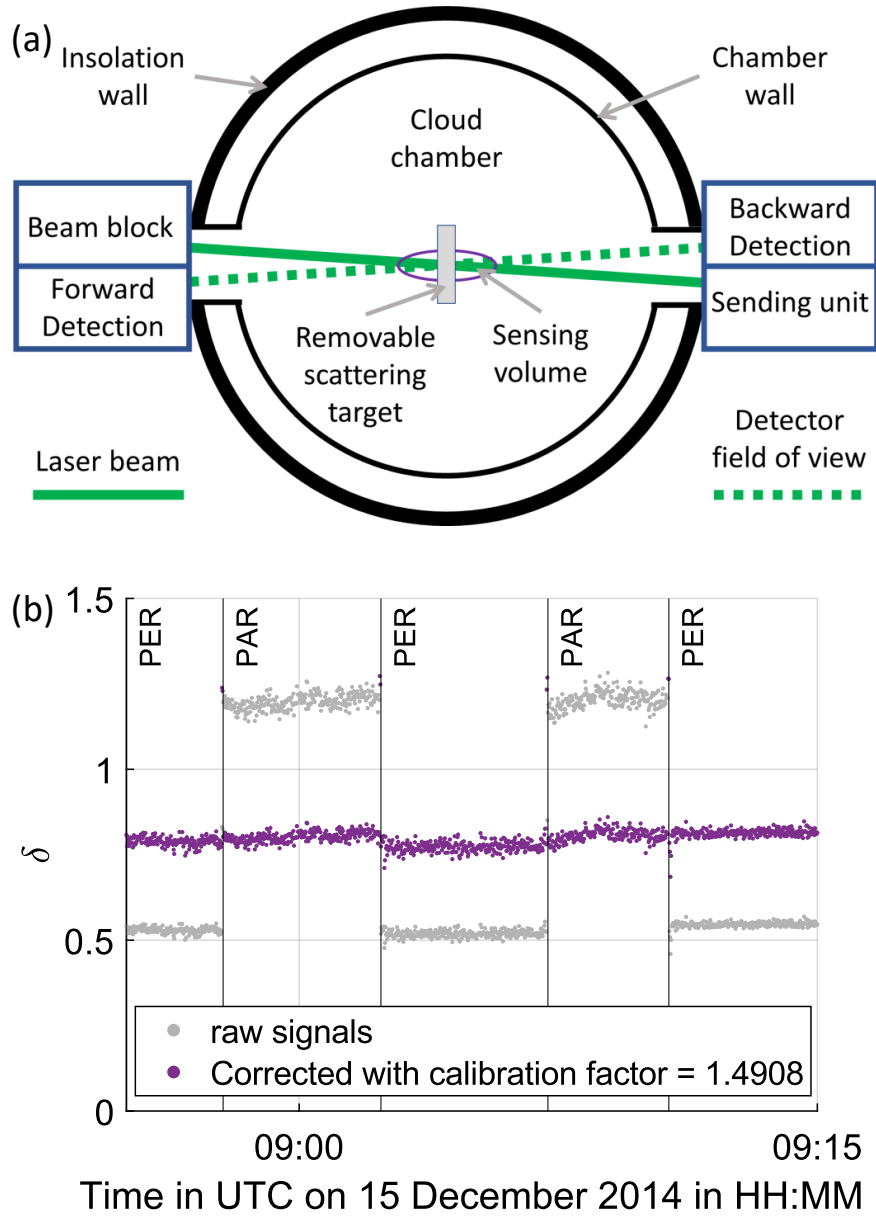 (a)
Insolation
wall
Chamber
wall
Cloud
chamber
Beam block
Backward
Detection
Forward
Detection
Sending unit
Removable
scattering
target
Sensing
volume
Laser beam
Detector
field of view
(b)
1.5
PER
PAR
PER
PAR
PER
1
δ
0.5
raw signals
Corrected with calibration factor = 1.4908
0
09:00
09:15
Time in UTC on 15 December 2014 in HH:MM